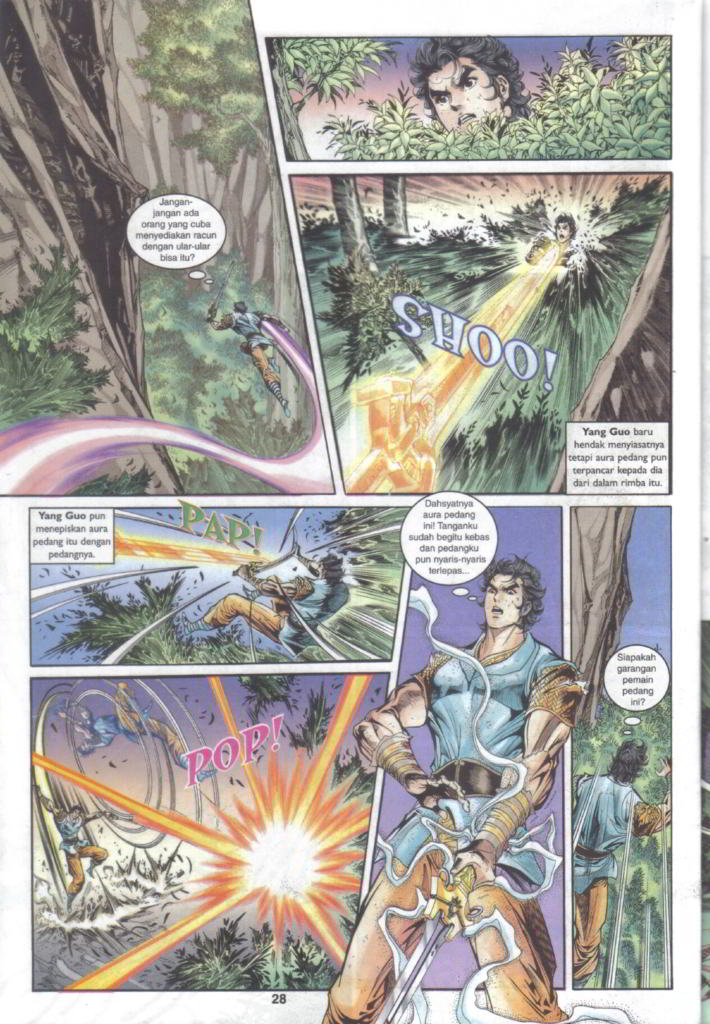 Jangan-
jangan ada
orang yang cuba
menyediakan racun
dengan ular-ular
bisa itu?
SHOO!
Yang Guo baru
hendak menyiasatnya
tetapi aura pedang pun
terpancar kepada dia
dari dalam rimba itu.
Yang Guo pun
menepiskan aura
pedang itu dengan
pedangnya.
PAP!
POP!
Dahsyatnya
aura pedang
ini! Tanganku
sudah begitu kebas
dan pedangku
pun nyaris-nyaris
terlepas...
Siapakah
garangan
pemain
pedang
ini?
28